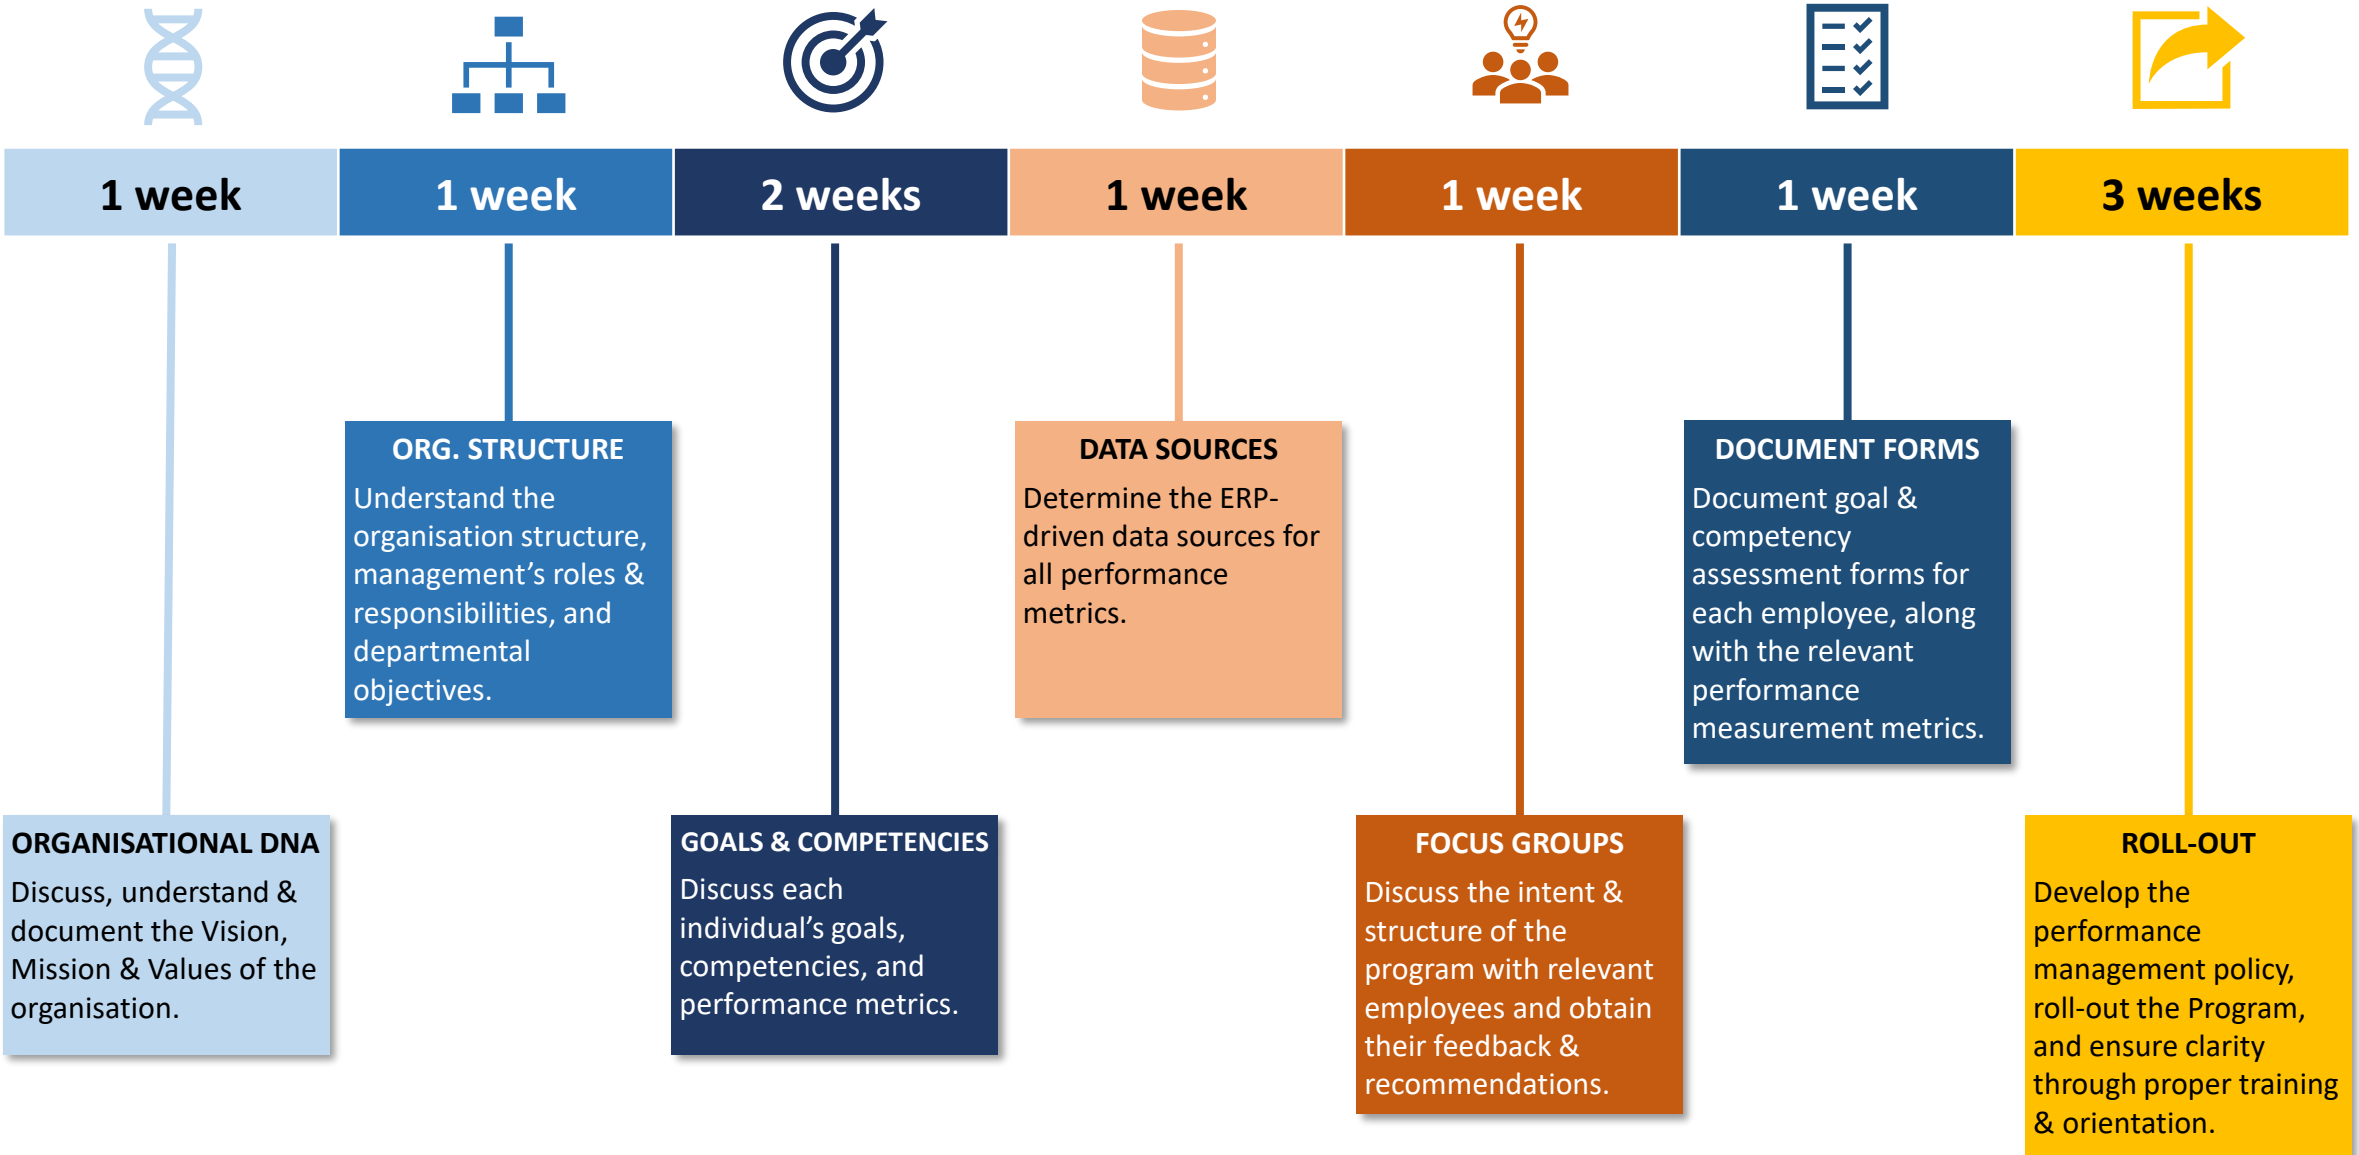 1 week
1 week
2 weeks
1 week
1 week
1 week
3 weeks
ORGANISATIONAL DNA
Discuss, understand &
document the Vision,
Mission & Values of the
organisation.
ORG. STRUCTURE
Understand the
organisation structure,
management’s roles &
responsibilities, and
departmental
objectives.
GOALS & COMPETENCIES
Discuss each
individual’s goals,
competencies, and
performance metrics.
DATA SOURCES
Determine the ERP-
driven data sources for
all performance
metrics.
FOCUS GROUPS
Discuss the intent &
structure of the
program with relevant
employees and obtain
their feedback &
recommendations.
DOCUMENT FORMS
Document goal &
competency
assessment forms for
each employee, along
with the relevant
performance
measurement metrics.
ROLL-OUT
Develop the
performance
management policy,
roll-out the Program,
and ensure clarity
through proper training
& orientation.